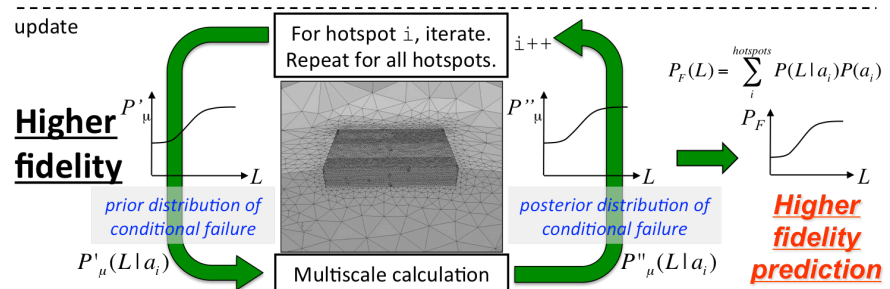 update
For hotspot i, iterate.
Repeat for all hotspots.
i++
P_F(L) = \sum_i^{hotspots} P(L | a_i)P(a_i)
Higher
fidelity
P'_μ
L
P''_μ
L
P_F
L
prior distribution of
conditional failure
posterior distribution of
conditional failure
P'_μ(L | a_i)
Multiscale calculation
P''_μ(L | a_i)
Higher
fidelity
prediction